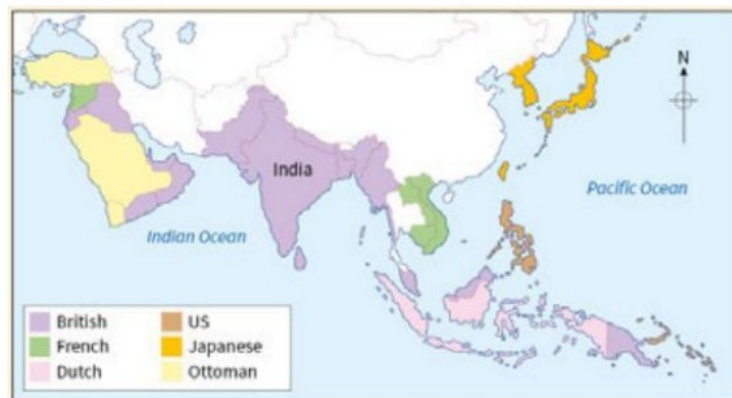 N
India
Pacific Ocean
Indian Ocean
British
US
French
Japanese
Dutch
Ottoman